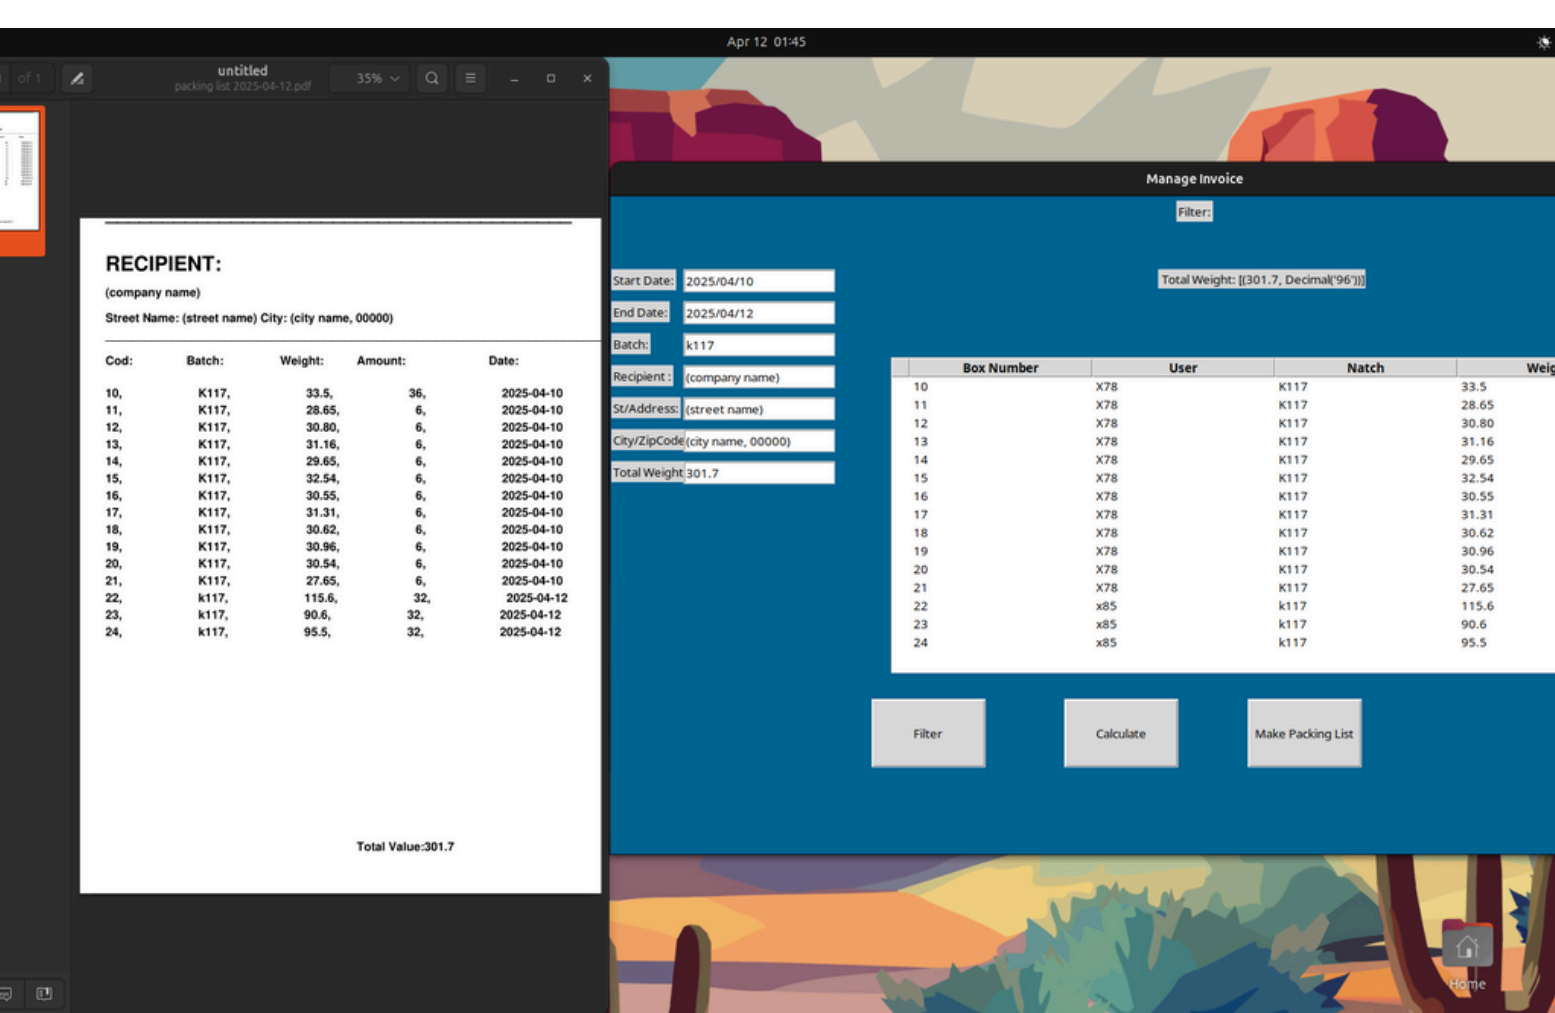 Apr 12 01:45
of 1
untitled
packing list 2025-04-12.pdf
35%
RECIPIENT:
(company name)
Street Name: (street name) City: (city name, 00000)
Cod: Batch: Weight: Amount: Date:
10, K117, 33.5, 36, 2025-04-10
11, K117, 28.65, 6, 2025-04-10
12, K117, 30.80, 6, 2025-04-10
13, K117, 31.16, 6, 2025-04-10
14, K117, 29.65, 6, 2025-04-10
15, K117, 32.54, 6, 2025-04-10
16, K117, 30.55, 6, 2025-04-10
17, K117, 31.31, 6, 2025-04-10
18, K117, 30.62, 6, 2025-04-10
19, K117, 30.96, 6, 2025-04-10
20, K117, 30.54, 6, 2025-04-10
21, K117, 27.65, 6, 2025-04-10
22, k117, 115.6, 32, 2025-04-12
23, k117, 90.6, 32, 2025-04-12
24, k117, 95.5, 32, 2025-04-12
Total Value:301.7
Manage Invoice
Filter:
Total Weight: [(301.7, Decimal('96'))]
Start Date: 2025/04/10
End Date: 2025/04/12
Batch: k117
Recipient : (company name)
St/Address: (street name)
City/ZipCode (city name, 00000)
Total Weight 301.7
Box Number User Natch Weig
10 X78 K117 33.5
11 X78 K117 28.65
12 X78 K117 30.80
13 X78 K117 31.16
14 X78 K117 29.65
15 X78 K117 32.54
16 X78 K117 30.55
17 X78 K117 31.31
18 X78 K117 30.62
19 X78 K117 30.96
20 X78 K117 30.54
21 X78 K117 27.65
22 x85 k117 115.6
23 x85 k117 90.6
24 x85 k117 95.5
Filter Calculate Make Packing List
Home